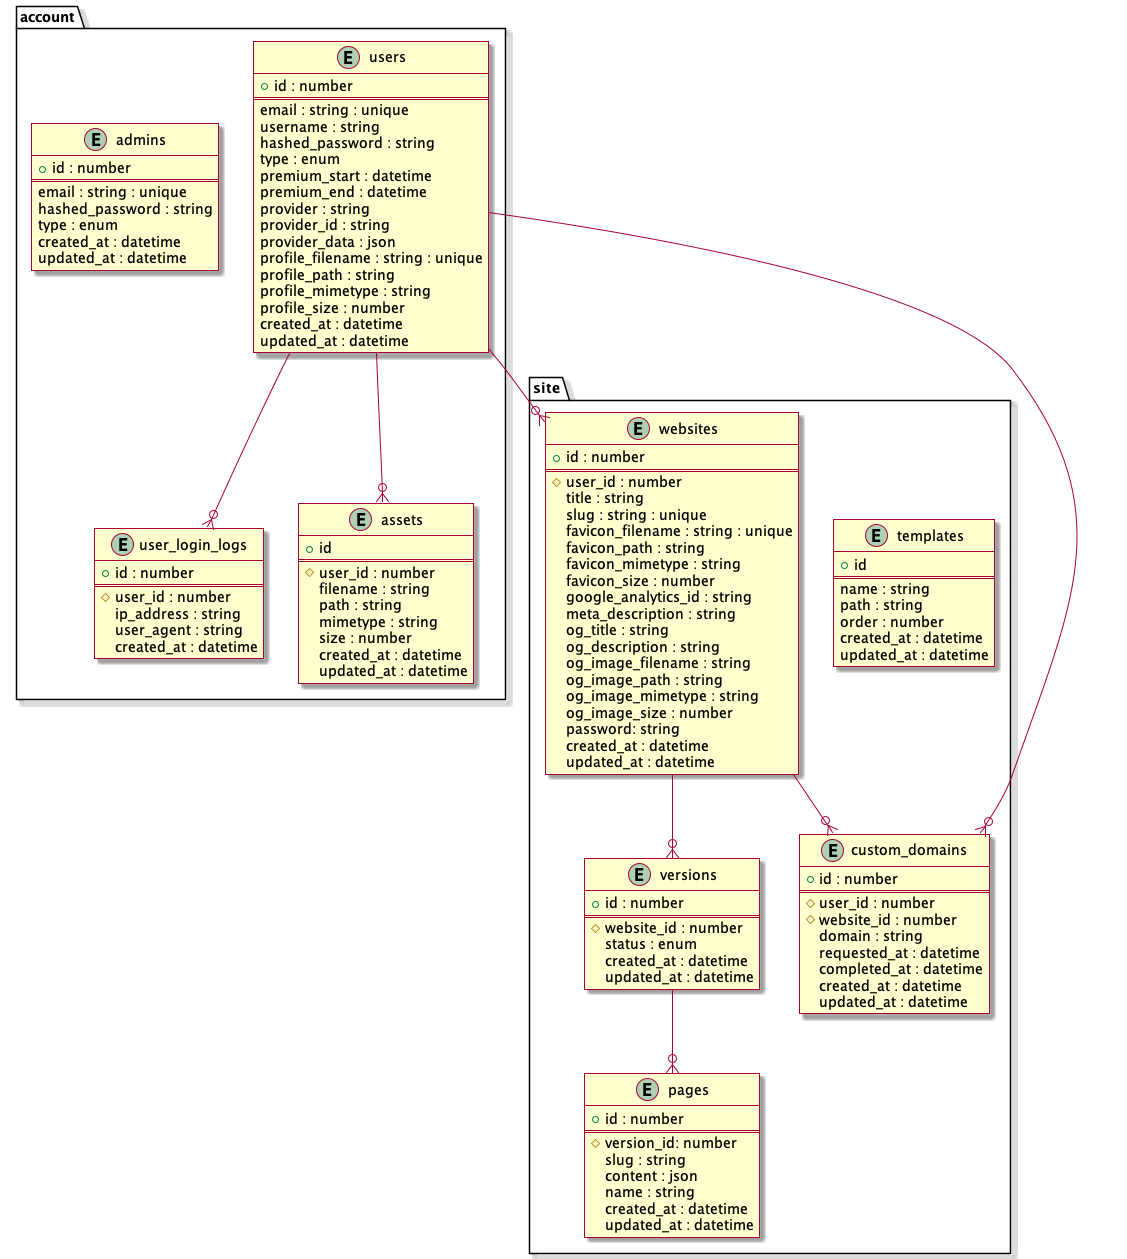 account
E users
id : number
email : string : unique
username : string
hashed_password : string
type : enum
premium_start : datetime
premium_end : datetime
provider : string
provider_id : string
provider_data : json
profile_filename : string : unique
profile_path : string
profile_mimetype : string
profile_size : number
created_at : datetime
updated_at : datetime
E admins
id : number
email : string : unique
hashed_password : string
type : enum
created_at : datetime
updated_at : datetime
E user_login_logs
id : number
user_id : number
ip_address : string
user_agent : string
created_at : datetime
E assets
id
user_id : number
filename : string
path : string
mimetype : string
size : number
created_at : datetime
updated_at : datetime
site
E websites
id : number
user_id : number
title : string
slug : string : unique
favicon_filename : string : unique
favicon_path : string
favicon_mimetype : string
favicon_size : number
google_analytics_id : string
meta_description : string
og_title : string
og_description : string
og_image_filename : string
og_image_path : string
og_image_mimetype : string
og_image_size : number
password: string
created_at : datetime
updated_at : datetime
E templates
id
name : string
path : string
order : number
created_at : datetime
updated_at : datetime
E versions
id : number
website_id : number
status : enum
created_at : datetime
updated_at : datetime
E custom_domains
id : number
user_id : number
website_id : number
domain : string
requested_at : datetime
completed_at : datetime
created_at : datetime
updated_at : datetime
E pages
id : number
version_id: number
slug : string
content : json
name : string
created_at : datetime
updated_at : datetime